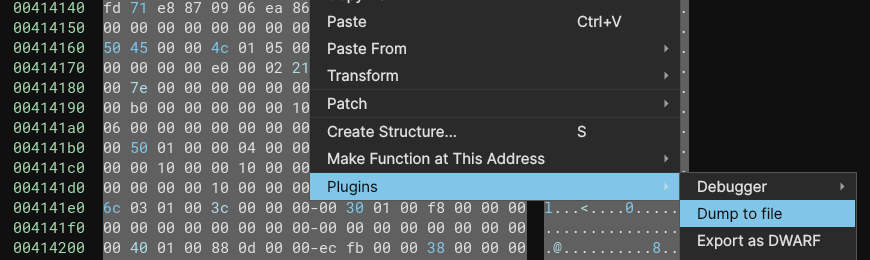 00414140 fd 71 e8 87 09 06 ea 86
00414150 00 00 00 00 00 00 00 00 Paste Ctrl+V
00414160 50 45 00 00 4c 01 05 00 Paste From
00414170 00 00 00 00 e0 00 02 21 Transform
00414180 00 7e 00 00 00 00 00 00
00414190 00 b0 00 00 00 00 00 10 Patch
004141a0 06 00 00 00 00 00 00 00 Create Structure... S
004141b0 00 50 01 00 00 04 00 00 Make Function at This Address
004141c0 00 00 10 00 00 10 00 00
004141d0 00 00 00 00 10 00 00 00 Plugins Debugger
004141e0 6c 03 01 00 3c 00 00 00-00 30 01 00 f8 00 00 00 l...<....0..... Dump to file
004141f0 00 00 00 00 00 00 00 00-00 00 00 00 00 00 00 00 ................
00414200 00 40 01 00 88 0d 00 00-ec fb 00 00 38 00 00 00 .@..........8... Export as DWARF